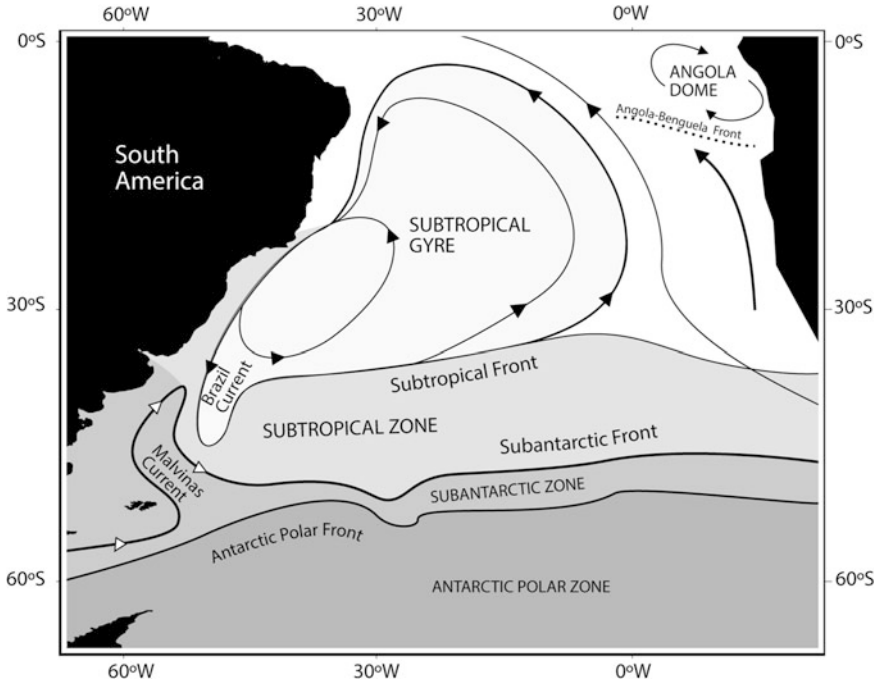 60ºW
30ºW
0ºW
0ºS
0ºS
ANGOLA
DOME
Angola-Benguela Front
South
America
SUBTROPICAL
GYRE
30ºS
30ºS
Brazil
Current
Subtropical Front
SUBTROPICAL ZONE
Subantarctic Front
Malvinas
Current
SUBANTARCTIC ZONE
Antarctic Polar Front
60ºS
60ºS
ANTARCTIC POLAR ZONE
60ºW
30ºW
0ºW